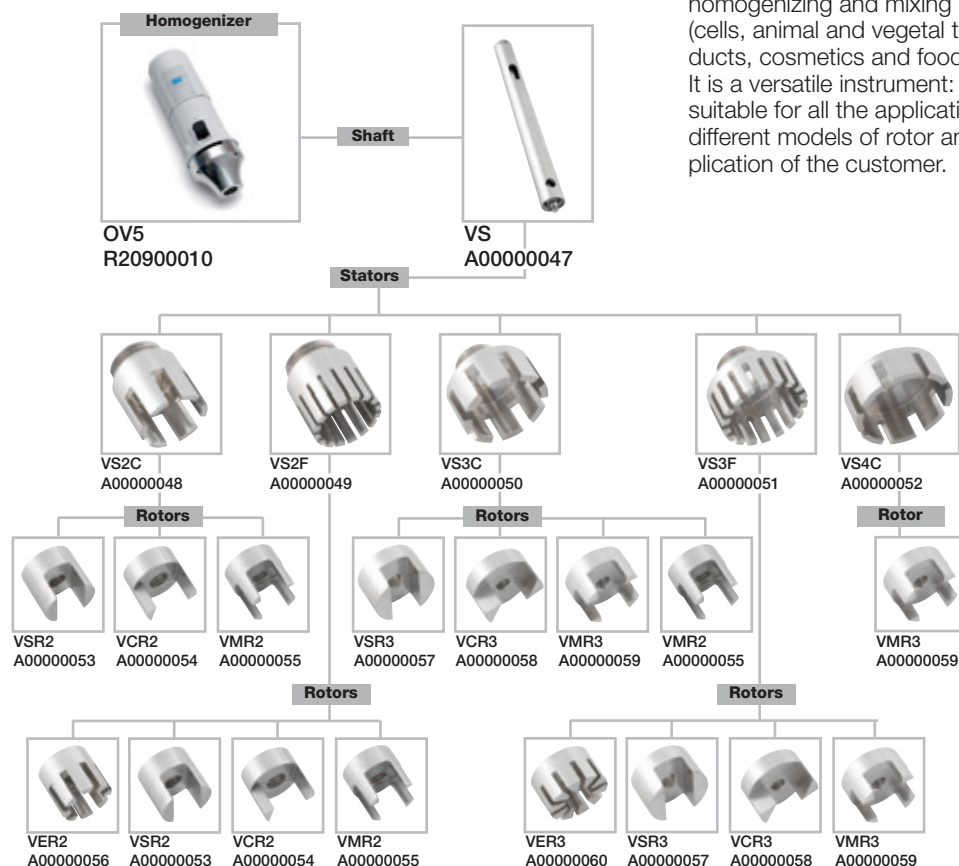 homogenizing and mixing
(cells, animal and vegetal t
ducts, cosmetics and food
It is a versatile instrument:
suitable for all the applicati
different models of rotor an
plication of the customer.
Homogenizer
Shaft
OV5
R20900010
VS
A00000047
Stators
VS2C
A00000048
VS2F
A00000049
VS3C
A00000050
VS3F
A00000051
VS4C
A00000052
Rotors
Rotors
Rotor
VSR2
A00000053
VCR2
A00000054
VMR2
A00000055
VSR3
A00000057
VCR3
A00000058
VMR3
A00000059
VMR2
A00000055
VMR3
A00000059
Rotors
Rotors
VER2
A00000056
VSR2
A00000053
VCR2
A00000054
VMR2
A00000055
VER3
A00000060
VSR3
A00000057
VCR3
A00000058
VMR3
A00000059